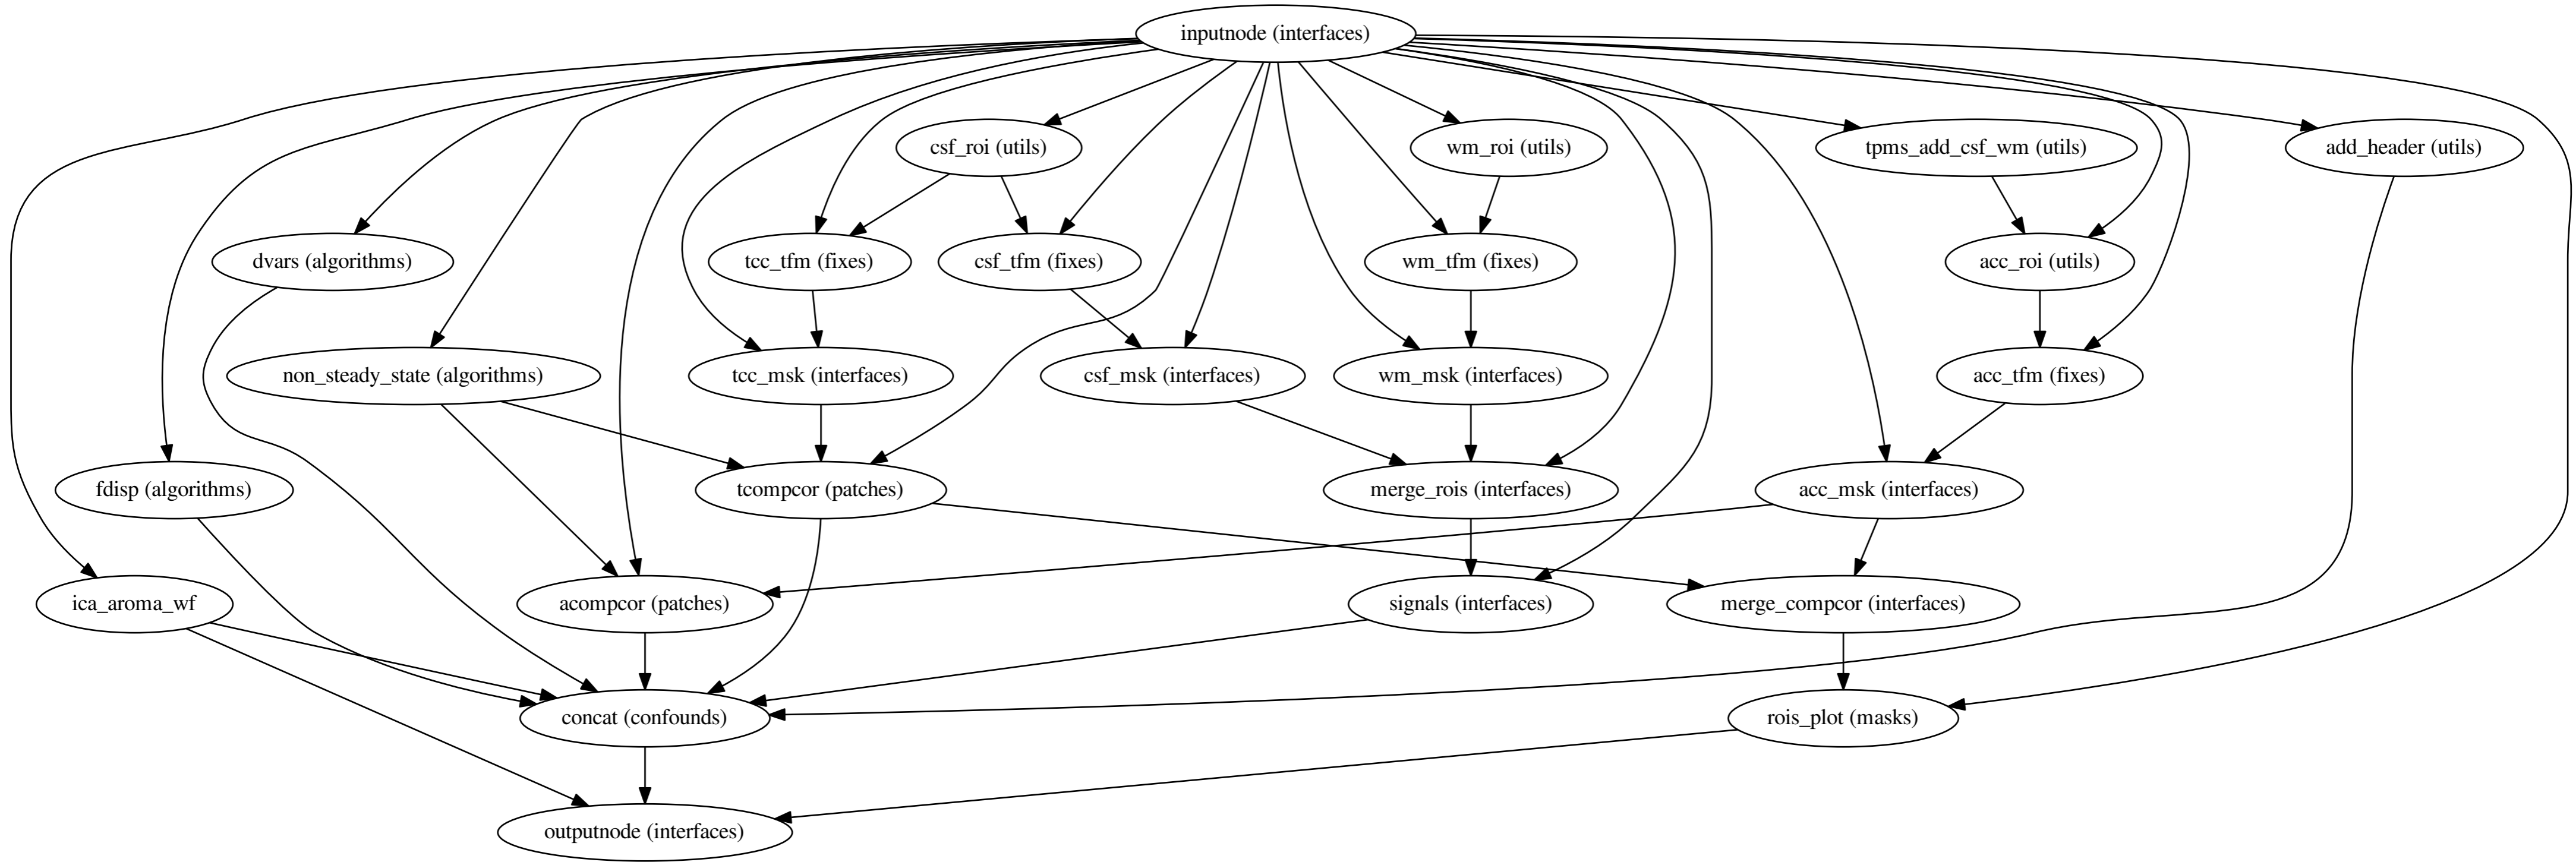 inputnode (interfaces)
csf_roi (utils)
wm_roi (utils)
tpms_add_csf_wm (utils)
add_header (utils)
dvars (algorithms)
tcc_tfm (fixes)
csf_tfm (fixes)
wm_tfm (fixes)
acc_roi (utils)
non_steady_state (algorithms)
tcc_msk (interfaces)
csf_msk (interfaces)
wm_msk (interfaces)
acc_tfm (fixes)
fdisp (algorithms)
tcompcor (patches)
merge_rois (interfaces)
acc_msk (interfaces)
ica_aroma_wf
acompcor (patches)
signals (interfaces)
merge_compcor (interfaces)
concat (confounds)
rois_plot (masks)
outputnode (interfaces)